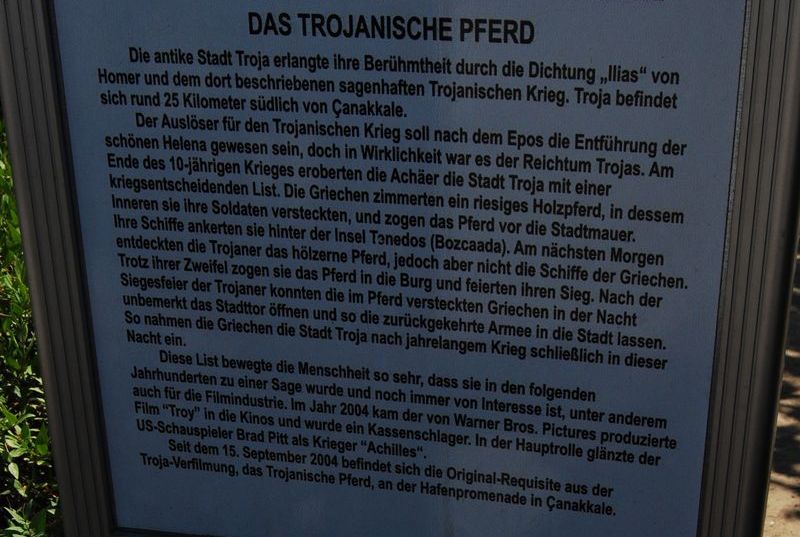 DAS TROJANISCHE PFERD
Die antike Stadt Troja erlangte ihre Berühmtheit durch die Dichtung „Ilias" von
Homer und dem dort beschriebenen sagenhaften Trojanischen Krieg. Troja befindet
sich rund 25 Kilometer südlich von Çanakkale.
Der Auslöser für den Trojanischen Krieg soll nach dem Epos die Entführung der
schönen Helena gewesen sein, doch in Wirklichkeit war es der Reichtum Trojas. Am
Ende des 10-jährigen Krieges eroberten die Achäer die Stadt Troja mit einer
kriegsentscheidenden List. Die Griechen zimmerten ein riesiges Holzpferd, in dessem
Inneren sie ihre Soldaten versteckten, und zogen das Pferd vor die Stadtmauer.
Ihre Schiffe ankerten sie hinter der Insel Tenedos (Bozcaada). Am nächsten Morgen
entdeckten die Trojaner das hölzerne Pferd, jedoch aber nicht die Schiffe der Griechen.
Trotz ihrer Zweifel zogen sie das Pferd in die Burg und feierten ihren Sieg. Nach der
Siegesfeier der Trojaner konnten die im Pferd versteckten Griechen in der Nacht
unbemerkt das Stadttor öffnen und so die zurückgekehrte Armee in die Stadt lassen.
So nahmen die Griechen die Stadt Troja nach jahrelangem Krieg schließlich in dieser
Nacht ein.
Diese List bewegte die Menschheit so sehr, dass sie in den folgenden
Jahrhunderten zu einer Sage wurde und noch immer von Interesse ist, unter anderem
auch für die Filmindustrie. Im Jahr 2004 kam der von Warner Bros. Pictures produzierte
Film "Troy" in die Kinos und wurde ein Kassenschlager. In der Hauptrolle glänzte der
US-Schauspieler Brad Pitt als Krieger "Achilles".
Seit dem 15. September 2004 befindet sich die Original-Requisite aus der
Troja-Verfilmung, das Trojanische Pferd, an der Hafenpromenade in Çanakkale.